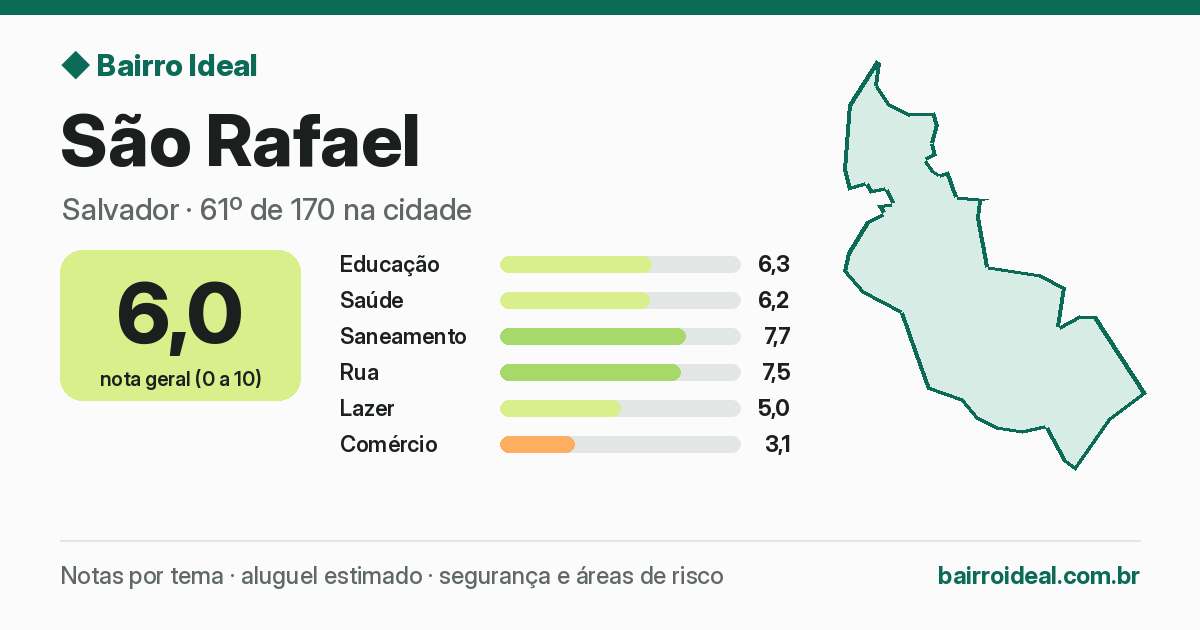 Bairro Ideal
São Rafael
Salvador · 61º de 170 na cidade
6,0
nota geral (0 a 10)
Educação 6,3
Saúde 6,2
Saneamento 7,7
Rua 7,5
Lazer 5,0
Comércio 3,1
Notas por tema · aluguel estimado · segurança e áreas de risco
bairroideal.com.br